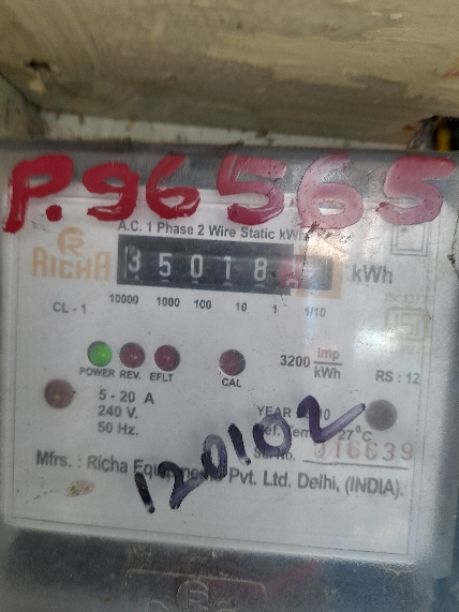 P.96565
A.C. 1 Phase 2 Wire Static kWh
RICHA
35018
kWh
CL - 1
10000 1000 100 10 1 1/10
POWER REV. EFLT
CAL
3200 Imp/kWh
RS : 12
5 - 20 A
240 V.
50 Hz.
YEAR
27°C
016639
120102
Mfrs. : Richa Pvt. Ltd. Delhi, (INDIA).